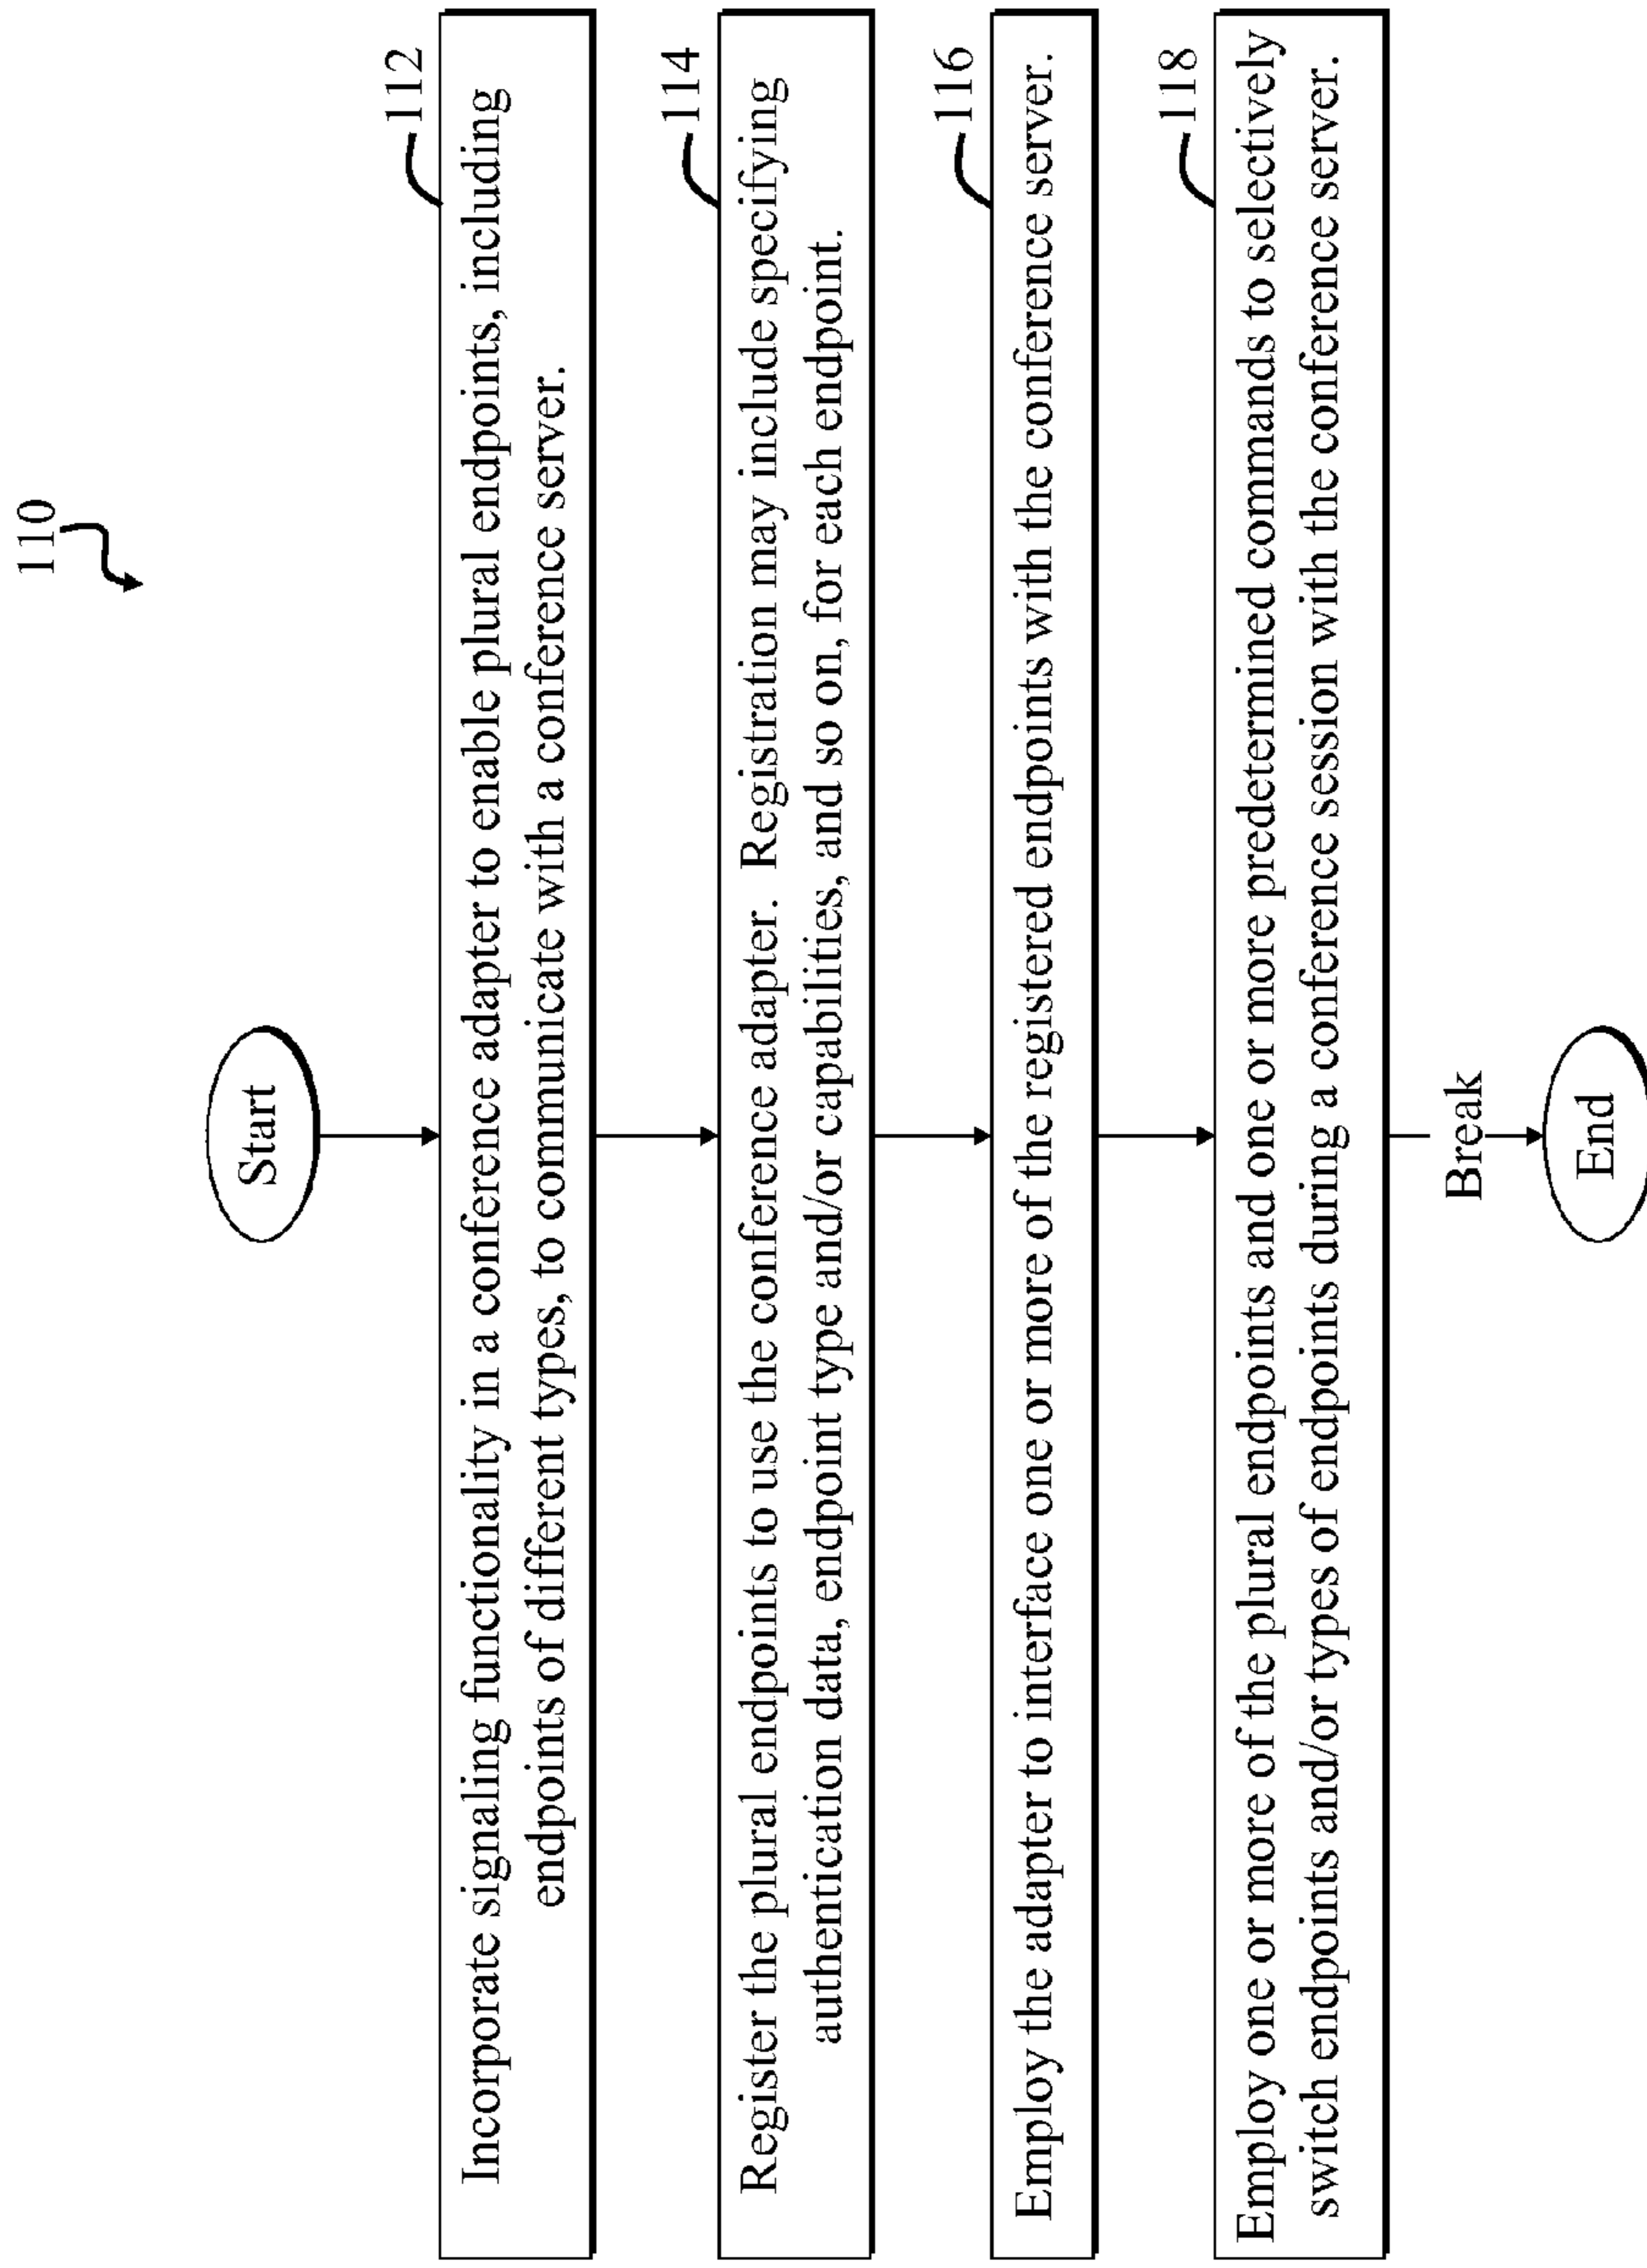 110
Start
112
Incorporate signaling functionality in a conference adapter to enable plural endpoints, including
endpoints of different types, to communicate with a conference server.
114
Register the plural endpoints to use the conference adapter.  Registration may include specifying
authentication data, endpoint type and/or capabilities, and so on, for each endpoint.
116
Employ the adapter to interface one or more of the registered endpoints with the conference server.
118
Employ one or more of the plural endpoints and one or more predetermined commands to selectively
switch endpoints and/or types of endpoints during a conference session with the conference server.
Break
End